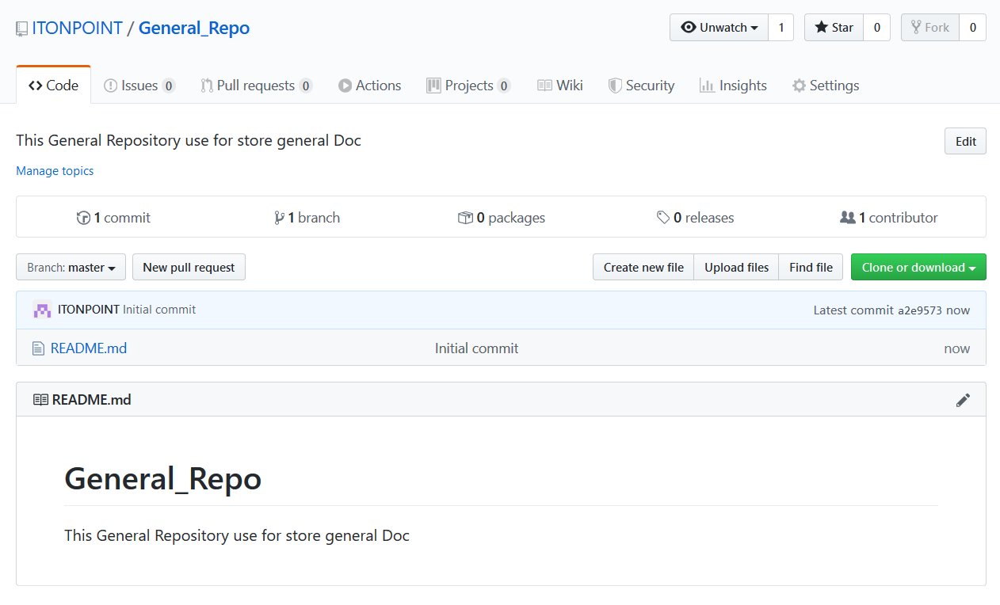 ITONPOINT / General_Repo
Unwatch 1 Star 0 Fork 0
Code Issues 0 Pull requests 0 Actions Projects 0 Wiki Security Insights Settings
This General Repository use for store general Doc Edit
Manage topics
1 commit 1 branch 0 packages 0 releases 1 contributor
Branch: master New pull request Create new file Upload files Find file Clone or download
ITONPOINT Initial commit Latest commit a2e9573 now
README.md Initial commit now
README.md
General_Repo
This General Repository use for store general Doc